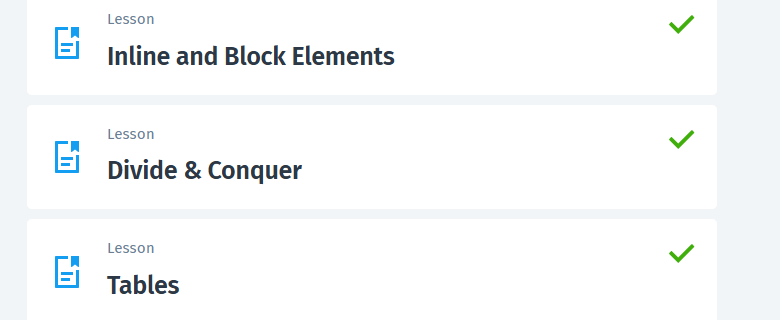 Lesson
Inline and Block Elements
Lesson
Divide & Conquer
Lesson
Tables